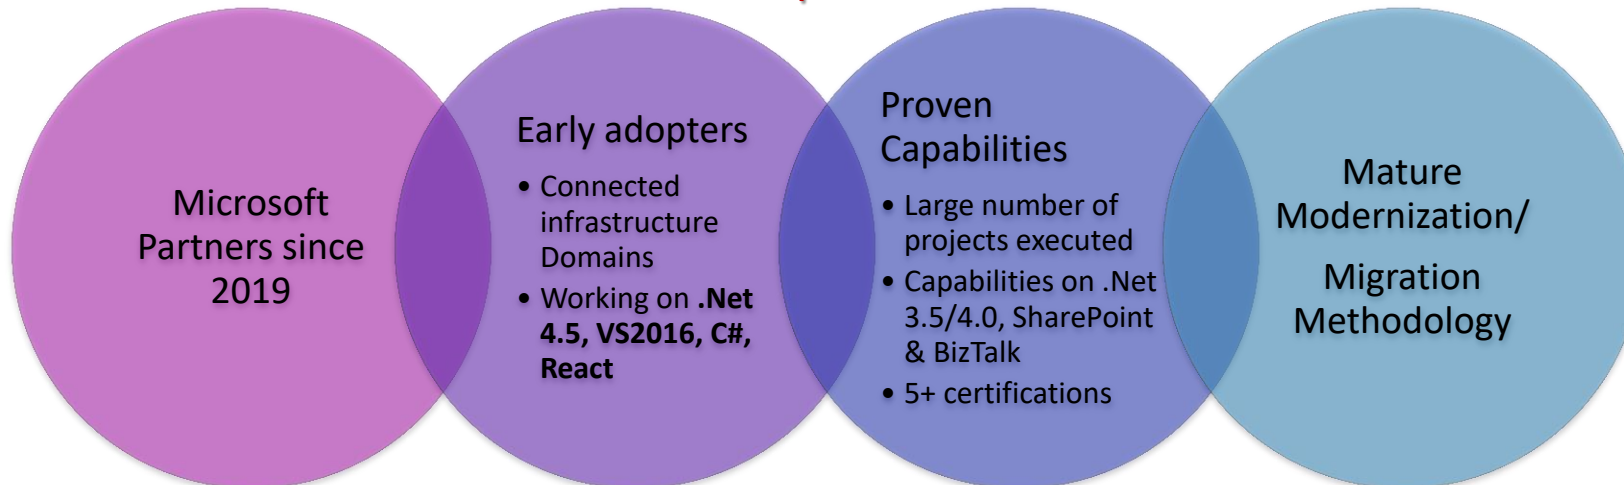 Microsoft
Partners since
2019
Early adopters
• Connected
infrastructure
Domains
• Working on .Net
4.5, VS2016, C#,
React
Proven
Capabilities
• Large number of
projects executed
• Capabilities on .Net
3.5/4.0, SharePoint
& BizTalk
• 5+ certifications
Mature
Modernization/
Migration
Methodology